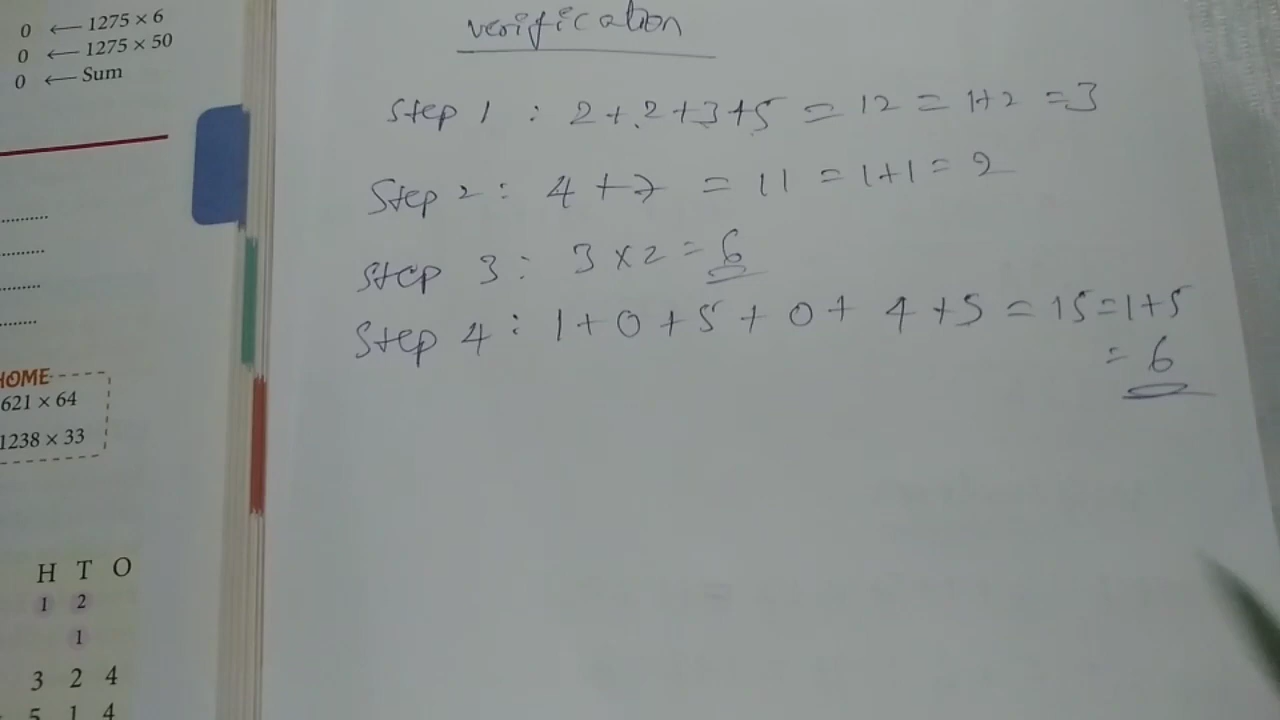 0 ← 1275 × 6
0 ← 1275 × 50
0 ← Sum
HOME
621 × 64
1238 × 33
H T O
1 2
1
3 2 4
5 1 4
verification
Step 1 : 2+2+3+5 = 12 = 1+2 = 3
Step 2 : 4 + 7 = 11 = 1+1 = 2
Step 3 : 3 × 2 = 6
Step 4 : 1 + 0 + 5 + 0 + 4 + 5 = 15 = 1+5
= 6